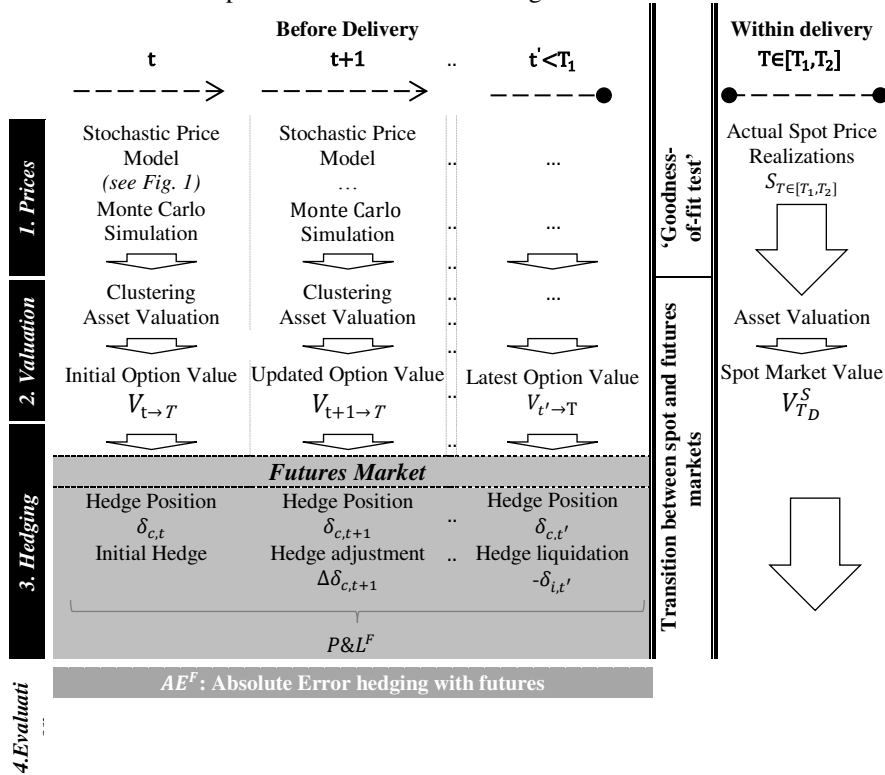 Before Delivery
Within delivery
t
t+1
..
t'<T₁
T∈[T₁,T₂]
1. Prices
Stochastic Price
Model
(see Fig. 1)
Monte Carlo
Simulation
Stochastic Price
Model
…
Monte Carlo
Simulation
..
..
..
...
...
...
'Goodness-
of-fit test'
Actual Spot Price
Realizations
S_{T∈[T₁,T₂]}
2. Valuation
Clustering
Asset Valuation
Clustering
Asset Valuation
..
..
...
Asset Valuation
Initial Option Value
V_{t→T}
Updated Option Value
V_{t+1→T}
..
..
..
Latest Option Value
V_{t'→T}
Spot Market Value
V^S_{T_D}
Transition between spot and futures
markets
3. Hedging
Futures Market
Hedge Position
δ_{c,t}
Initial Hedge
Hedge Position
δ_{c,t+1}
Hedge adjustment
Δδ_{c,t+1}
..
..
Hedge Position
δ_{c,t'}
Hedge liquidation
-δ_{i,t'}
P&L^F
4.Evaluati
AE^F: Absolute Error hedging with futures